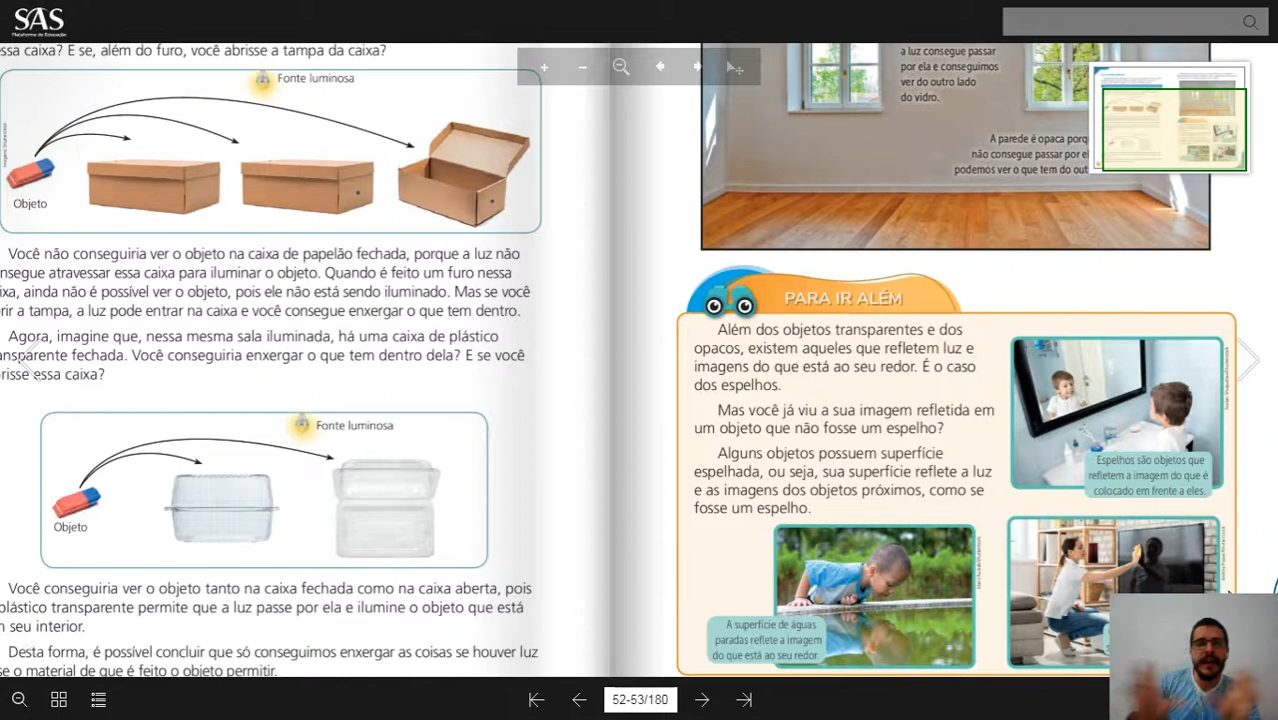 SAS
Plataforma de Educação
essa caixa? E se, além do furo, você abrisse a tampa da caixa?
Fonte luminosa
Objeto
Você não conseguiria ver o objeto na caixa de papelão fechada, porque a luz não
nsegue atravessar essa caixa para iluminar o objeto. Quando é feito um furo nessa
ixa, ainda não é possível ver o objeto, pois ele não está sendo iluminado. Mas se você
rir a tampa, a luz pode entrar na caixa e você consegue enxergar o que tem dentro.
Agora, imagine que, nessa mesma sala iluminada, há uma caixa de plástico
ansparente fechada. Você conseguiria enxergar o que tem dentro dela? E se você
brisse essa caixa?
Fonte luminosa
Objeto
Você conseguiria ver o objeto tanto na caixa fechada como na caixa aberta, pois
plástico transparente permite que a luz passe por ela e ilumine o objeto que está
m seu interior.
Desta forma, é possível concluir que só conseguimos enxergar as coisas se houver luz
se o material de que é feito o objeto permitir.
a luz consegue passar
por ela e conseguimos
ver do outro lado
do vidro.
A parede é opaca porq
não consegue passar por el
podemos ver o que tem do out
PARA IR ALÉM
Além dos objetos transparentes e dos
opacos, existem aqueles que refletem luz e
imagens do que está ao seu redor. É o caso
dos espelhos.
Mas você já viu a sua imagem refletida em
um objeto que não fosse um espelho?
Alguns objetos possuem superfície
espelhada, ou seja, sua superfície reflete a luz
e as imagens dos objetos próximos, como se
fosse um espelho.
Espelhos são objetos que
refletem a imagem do que é
colocado em frente a eles.
A superfície de águas
paradas reflete a imagem
do que está ao seu redor.
52-53/180